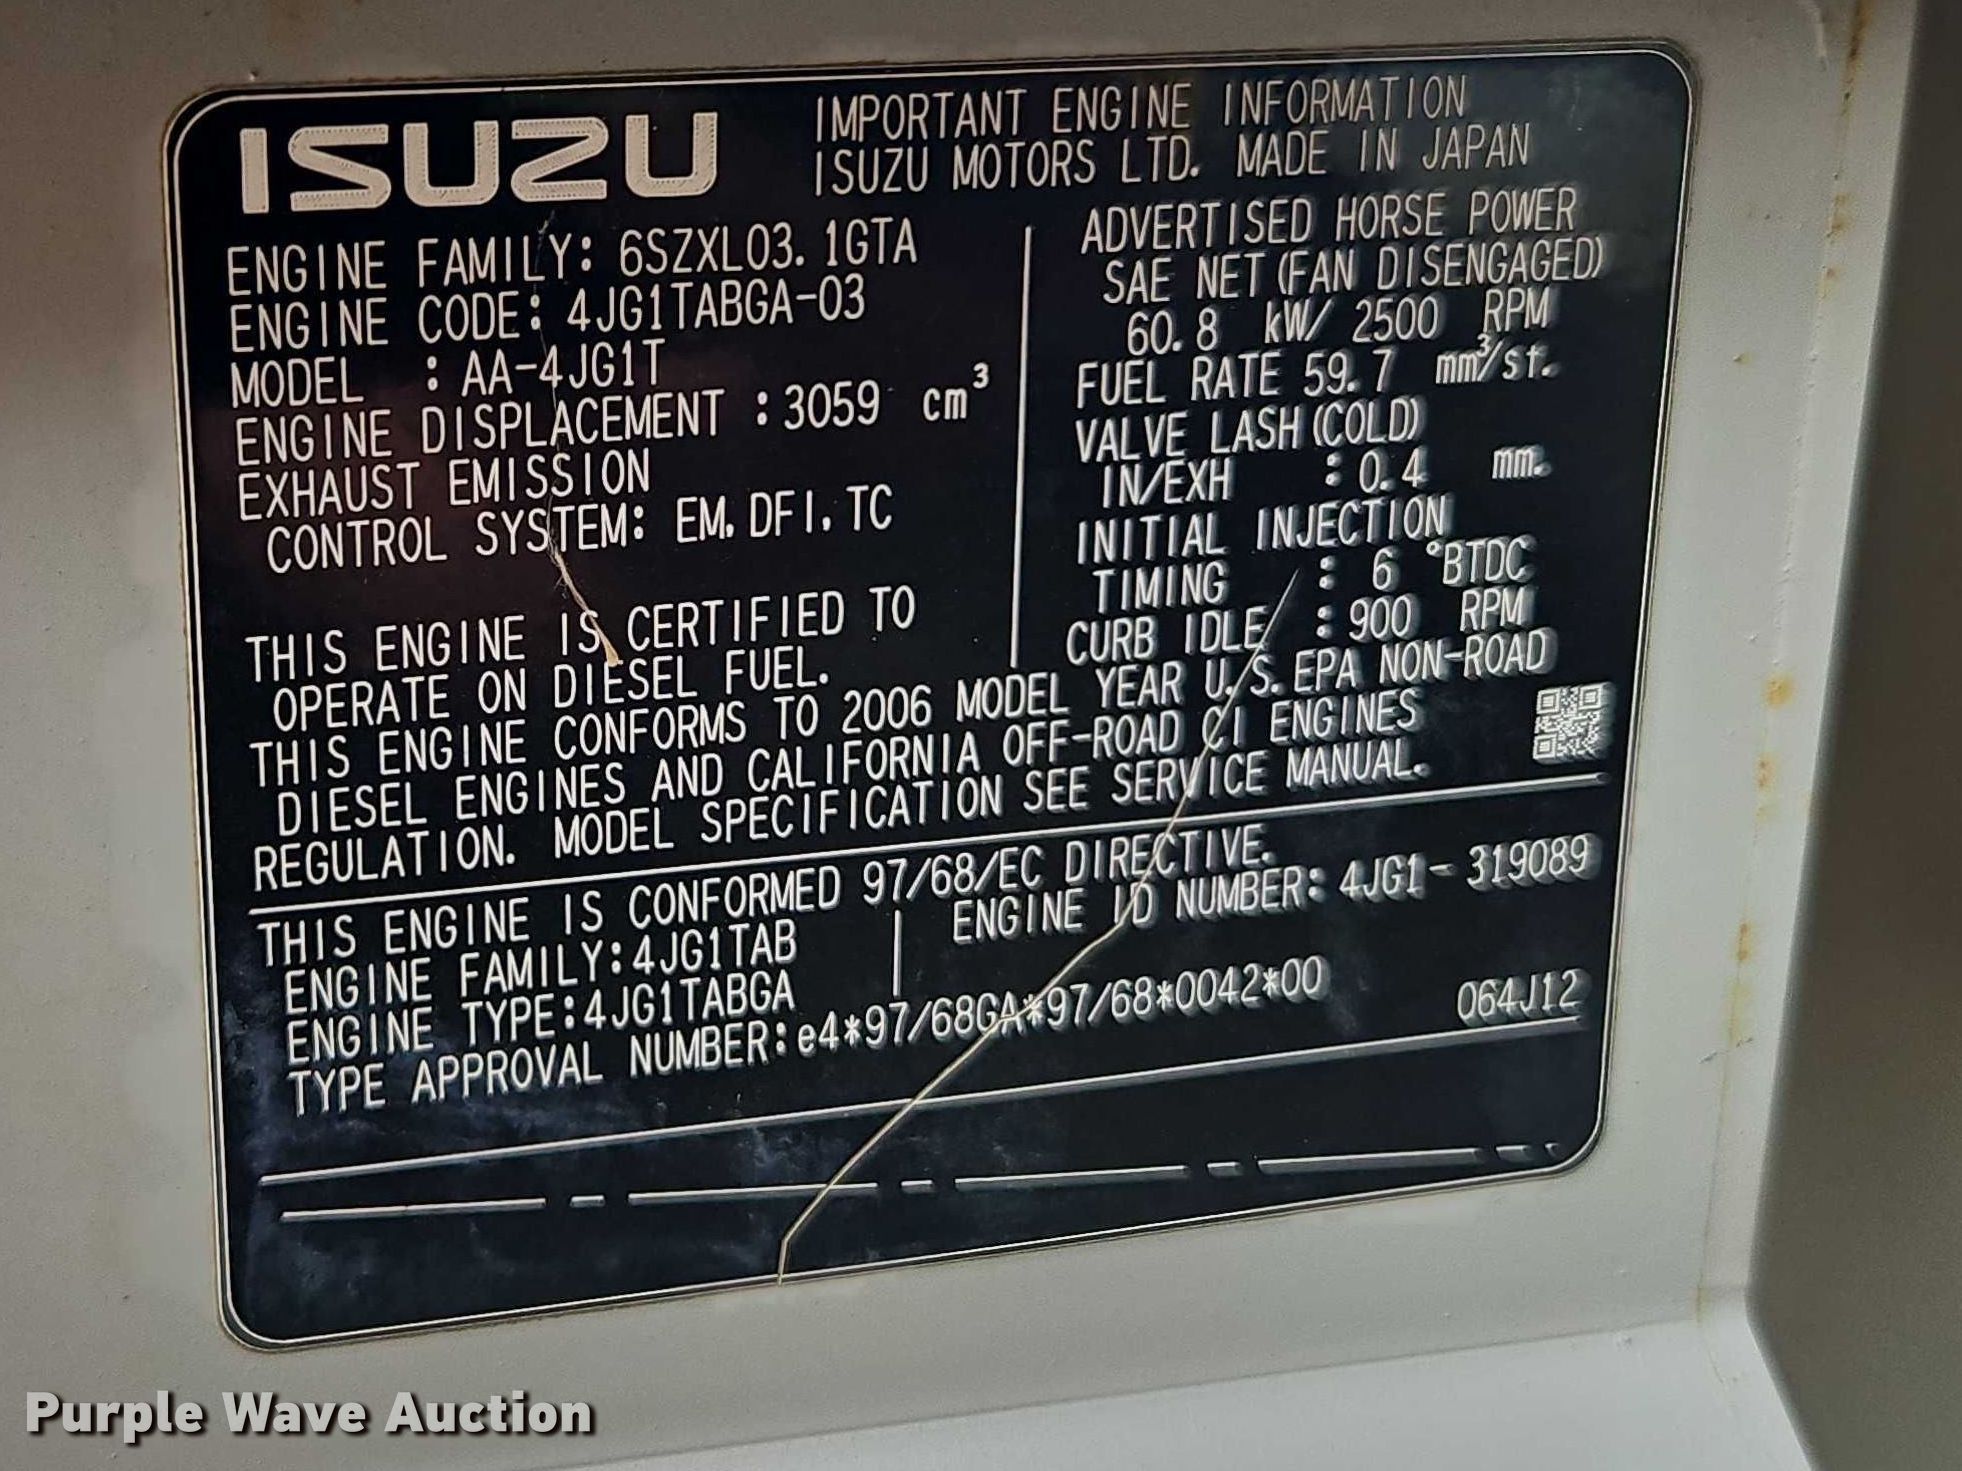 ISUZU
IMPORTANT ENGINE INFORMATION
ISUZU MOTORS LTD. MADE IN JAPAN
ENGINE FAMILY: 6SZXL03.1GTA
ENGINE CODE: 4JG1TABGA-03
MODEL : AA-4JG1T
ENGINE DISPLACEMENT : 3059 cm³
EXHAUST EMISSION
CONTROL SYSTEM: EM, DFI, TC
ADVERTISED HORSE POWER
SAE NET (FAN DISENGAGED)
60.8 kW/ 2500 RPM
FUEL RATE 59.7 mm³/st.
VALVE LASH (COLD)
IN/EXH : 0.4 mm.
INITIAL INJECTION
TIMING : 6 °BTDC
CURB IDLE : 900 RPM
THIS ENGINE IS CERTIFIED TO
OPERATE ON DIESEL FUEL.
THIS ENGINE CONFORMS TO 2006 MODEL YEAR U.S. EPA NON-ROAD
DIESEL ENGINES AND CALIFORNIA OFF-ROAD CI ENGINES
REGULATION. MODEL SPECIFICATION SEE SERVICE MANUAL.
THIS ENGINE IS CONFORMED 97/68/EC DIRECTIVE.
ENGINE FAMILY:4JG1TAB
ENGINE ID NUMBER: 4JG1- 319089
ENGINE TYPE:4JG1TABGA
TYPE APPROVAL NUMBER:e4*97/68GA*97/68*0042*00
064J12
Purple Wave Auction